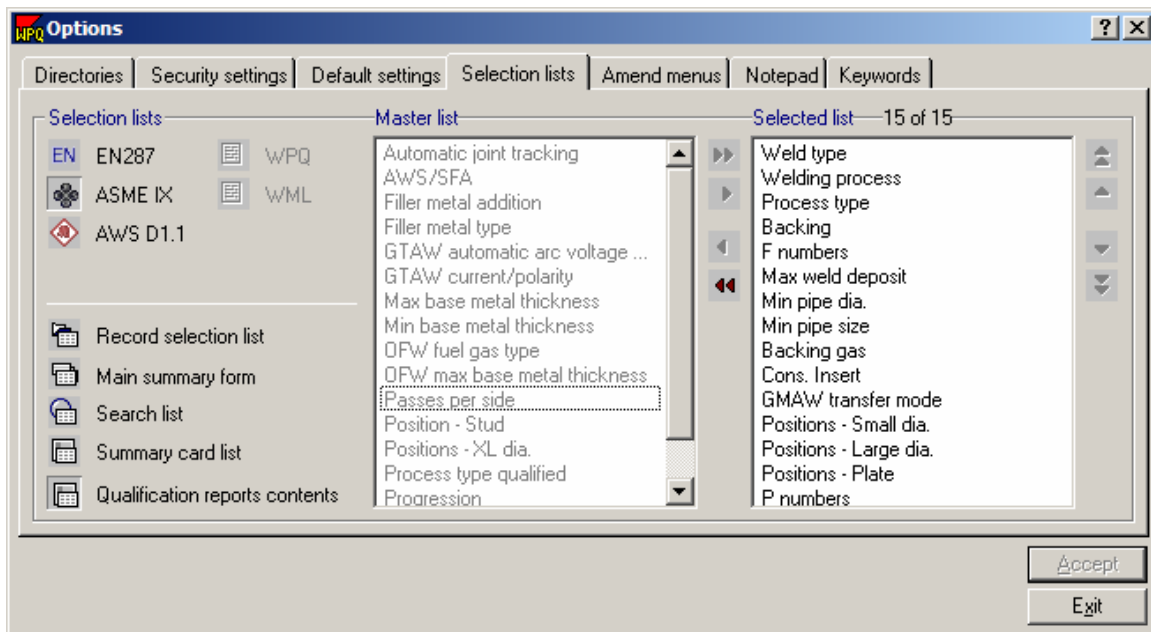 WPQ Options
Directories Security settings Default settings Selection lists Amend menus Notepad Keywords
Selection lists
EN EN287 WPQ
ASME IX WML
AWS D1.1
Record selection list
Main summary form
Search list
Summary card list
Qualification reports contents
Master list
Automatic joint tracking
AWS/SFA
Filler metal addition
Filler metal type
GTAW automatic arc voltage ...
GTAW current/polarity
Max base metal thickness
Min base metal thickness
OFW fuel gas type
OFW max base metal thickness
Passes per side
Position - Stud
Positions - XL dia.
Process type qualified
Progression
Selected list 15 of 15
Weld type
Welding process
Process type
Backing
F numbers
Max weld deposit
Min pipe dia.
Min pipe size
Backing gas
Cons. Insert
GMAW transfer mode
Positions - Small dia.
Positions - Large dia.
Positions - Plate
P numbers
Accept
Exit